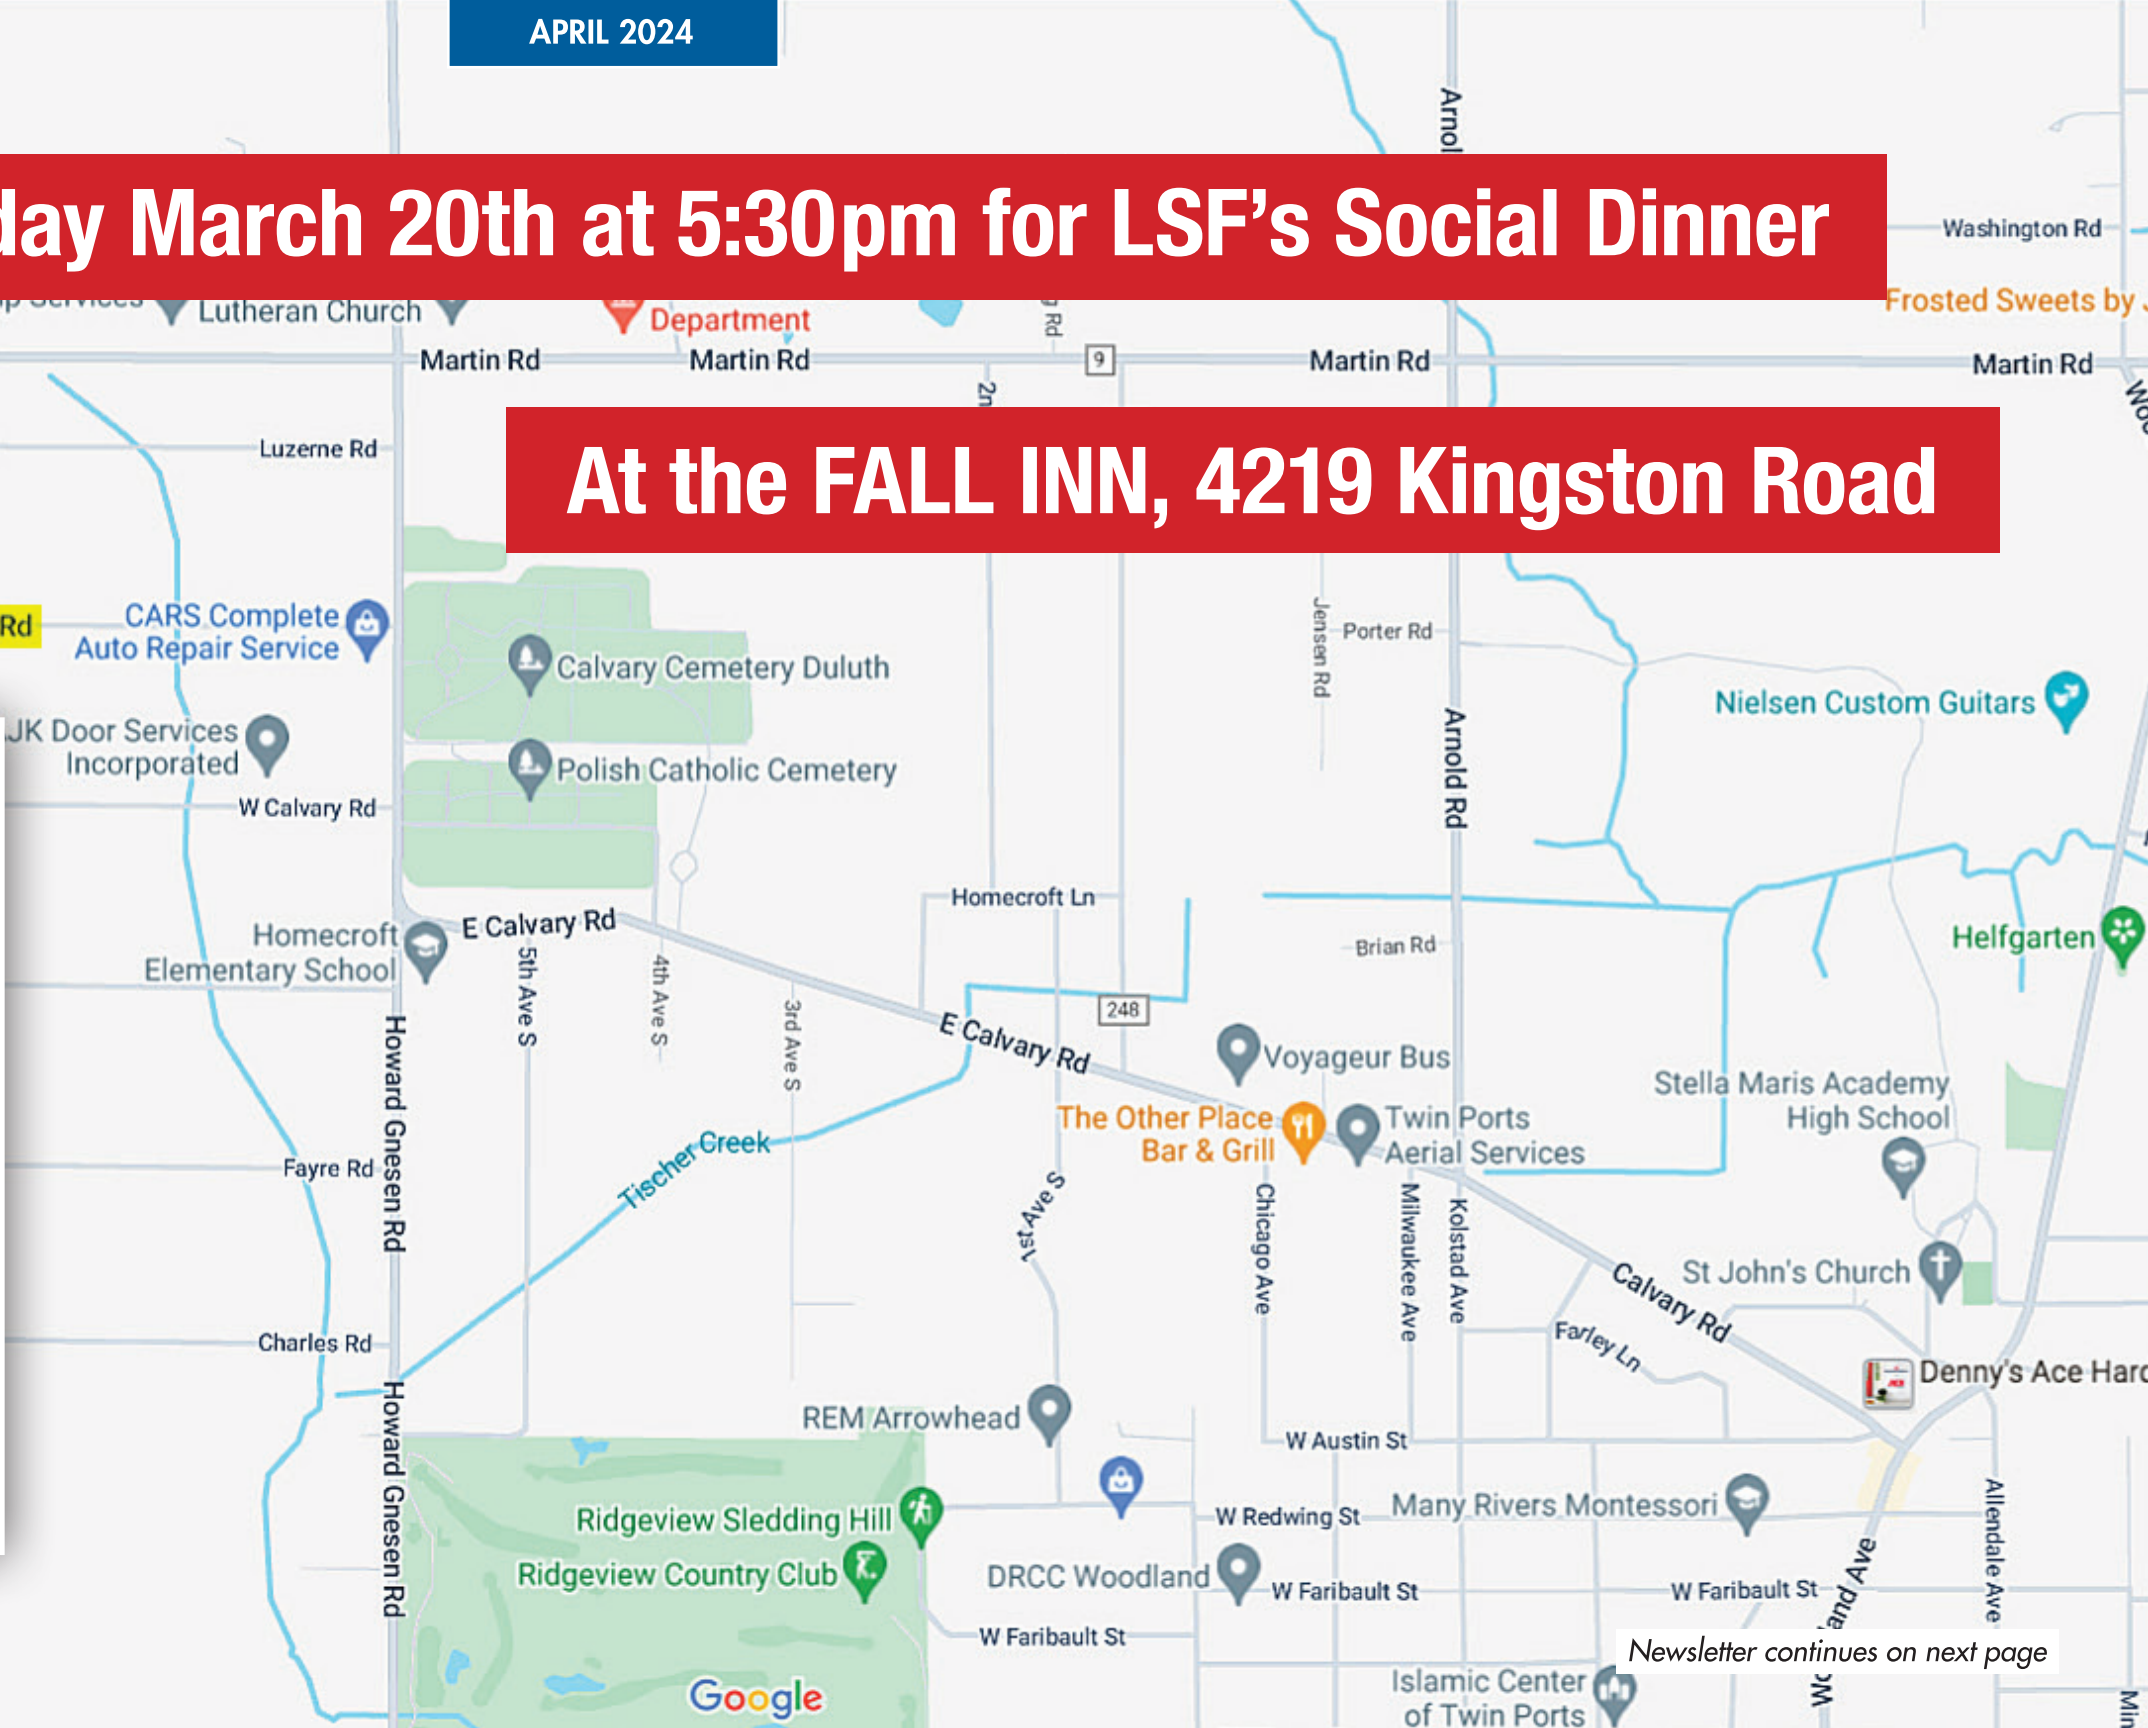 APRIL 2024
Arnol
day March 20th at 5:30pm for LSF's Social Dinner
Washington Rd
Frosted Sweets by
Lutheran Church
Department
Rd
Martin Rd
Martin Rd
9
Martin Rd
Martin Rd
2n
Luzerne Rd
At the FALL INN, 4219 Kingston Road
Rd
CARS Complete
Auto Repair Service
Jensen Rd
Porter Rd
Calvary Cemetery Duluth
Nielsen Custom Guitars
JK Door Services
Incorporated
Polish Catholic Cemetery
Arnold Rd
W Calvary Rd
Homecroft Ln
Homecroft
Elementary School
E Calvary Rd
Brian Rd
Helfgarten
5th Ave S
4th Ave S
3rd Ave S
248
E Calvary Rd
Howard Gnesen Rd
Voyageur Bus
Stella Maris Academy
High School
The Other Place
Bar & Grill
Twin Ports
Aerial Services
Tischer Creek
Fayre Rd
1st Ave S
Chicago Ave
Milwaukee Ave
Kolstad Ave
St John's Church
Calvary Rd
Charles Rd
Farley Ln
Denny's Ace Hard
Howard Gnesen Rd
REM Arrowhead
W Austin St
Ridgeview Sledding Hill
W Redwing St
Many Rivers Montessori
Allendale Ave
Ridgeview Country Club
DRCC Woodland
W Faribault St
W Faribault St
W Faribault St
Newsletter continues on next page
Islamic Center
of Twin Ports
Google